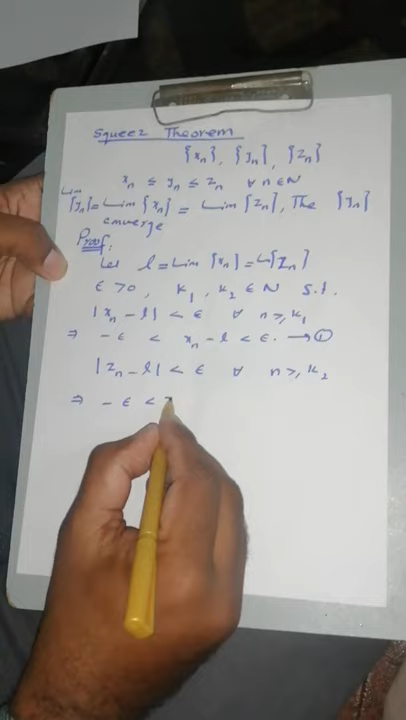 Squeez Theorem
{xn}, {yn}, {zn}
xn ≤ yn ≤ zn ∀ n ∈ N
Lim {yn} = Lim {xn} = Lim {zn}, The {yn}
converge
Proof:
Let l = Lim {xn} = L{zn}
ϵ > 0, K1, K2 ∈ N s.t.
|xn - l| < ϵ ∀ n ≥, K1
⇒ - ϵ < xn - l < ϵ. → ①
|zn - l| < ϵ ∀ n ≥, K2
⇒ - ϵ <